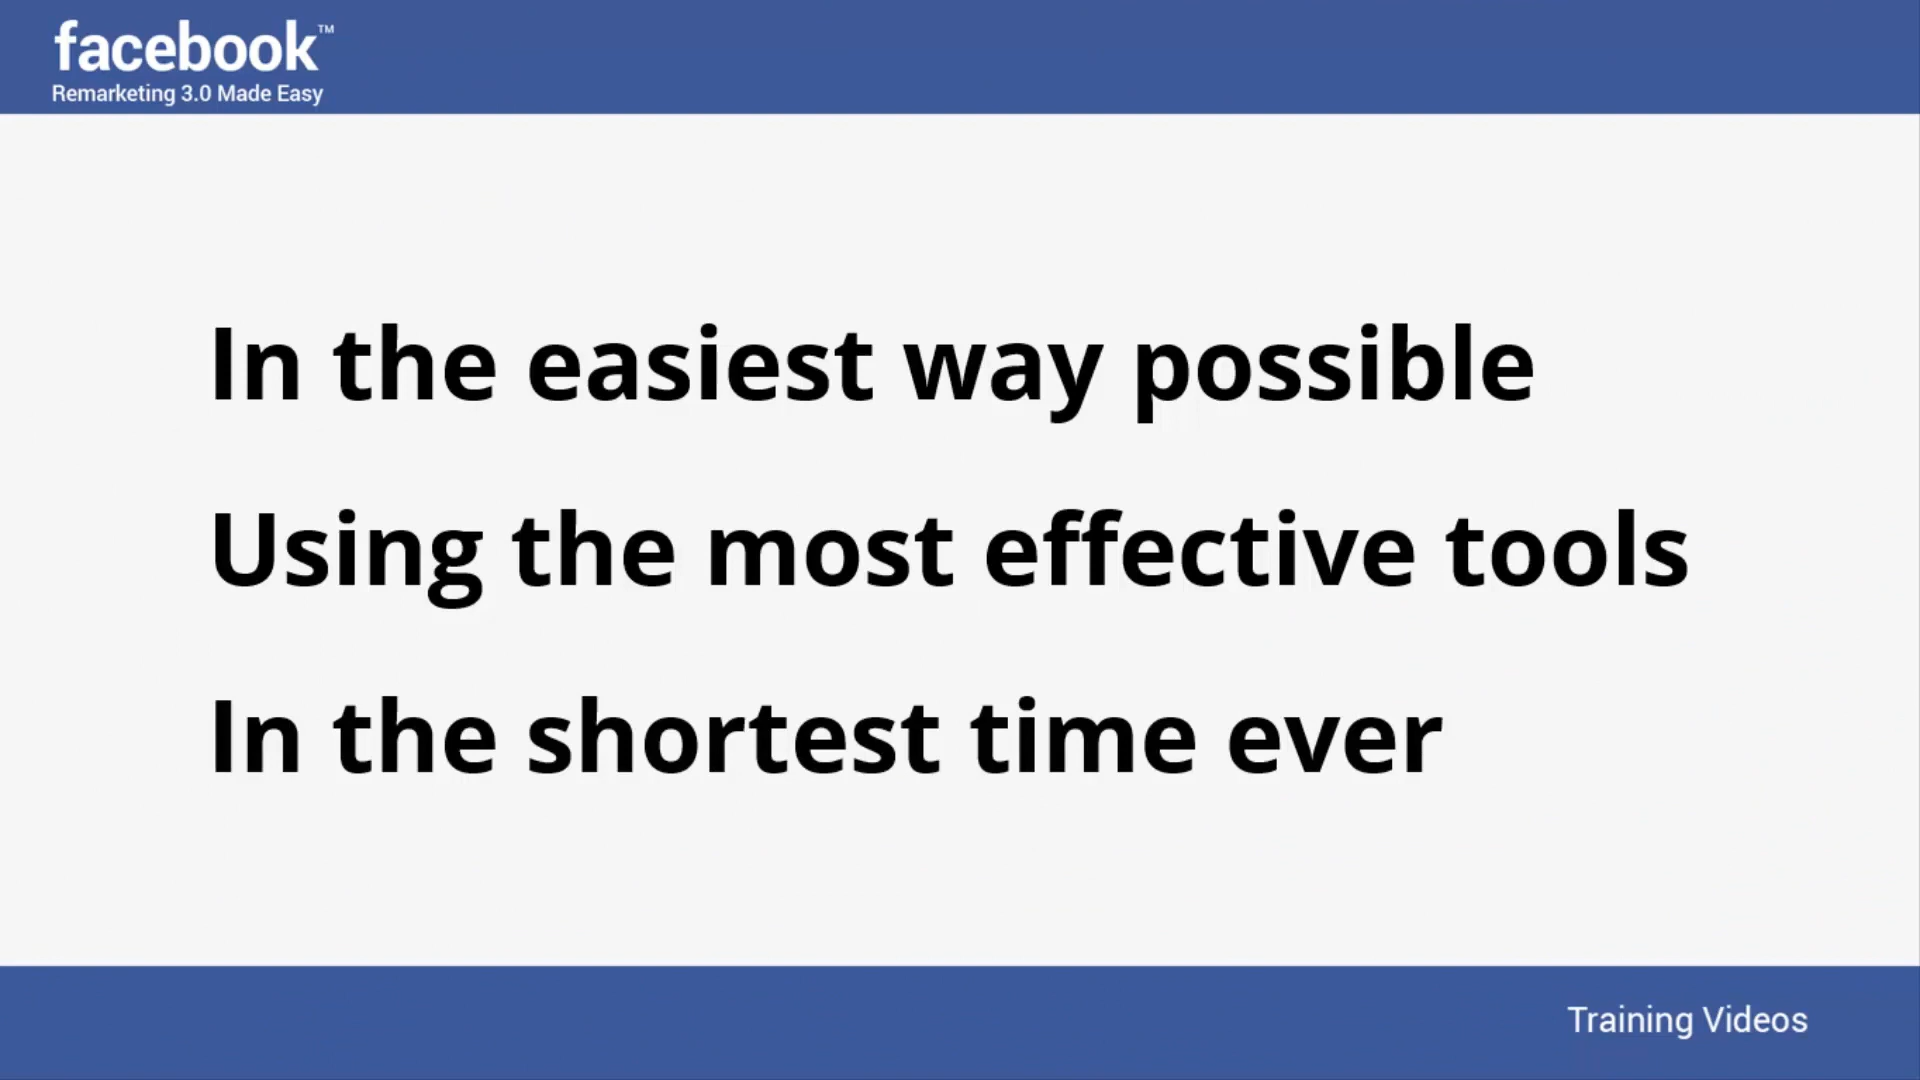 facebook™
Remarketing 3.0 Made Easy
In the easiest way possible
Using the most effective tools
In the shortest time ever
Training Videos